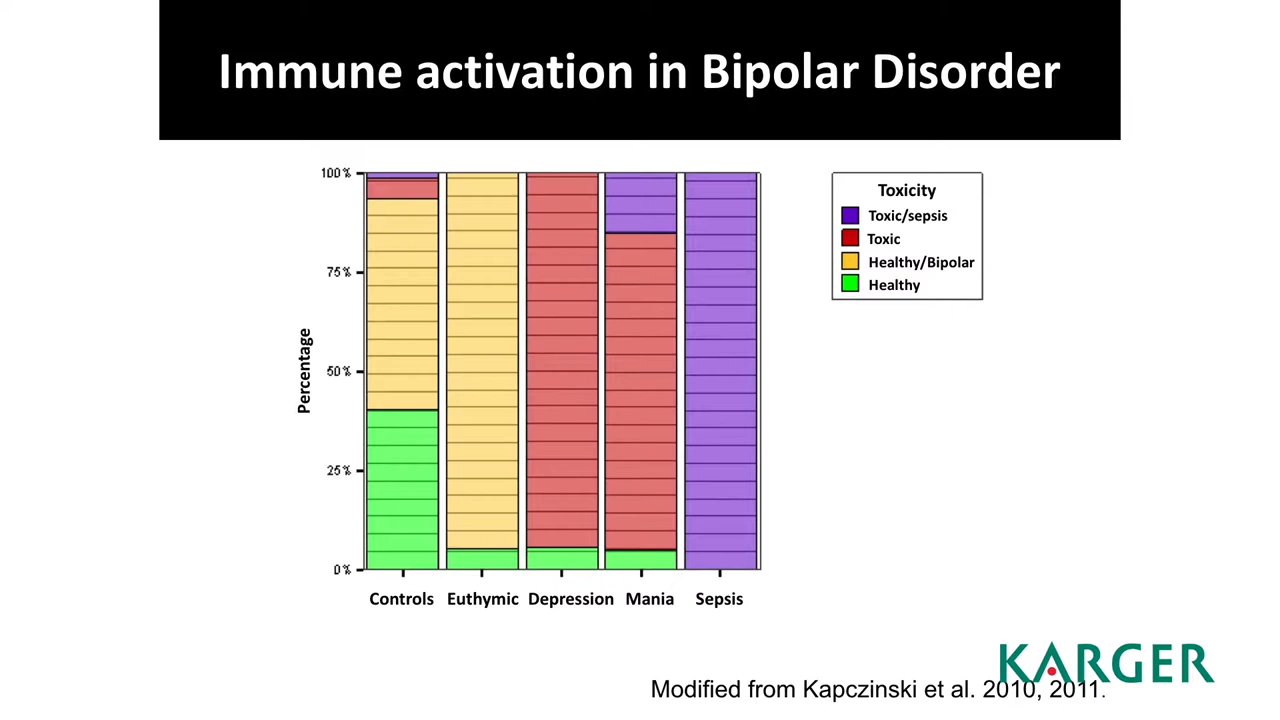 Immune activation in Bipolar Disorder
100%
75%
50%
25%
0%
Percentage
Controls Euthymic Depression Mania Sepsis
Toxicity
Toxic/sepsis
Toxic
Healthy/Bipolar
Healthy
KARGER
Modified from Kapczinski et al. 2010, 2011.